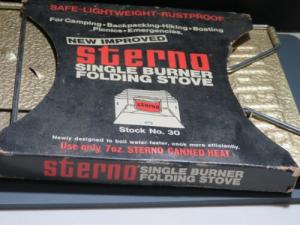 SAFE-LIGHTWEIGHT-RUSTPROOF
For Camping-Backpacking-Hiking-Boating
Picnics-Emergencies.
NEW IMPROVED
sterno
SINGLE BURNER
FOLDING STOVE
sterno
Stock No. 30
Newly designed to boil water faster, cook more efficiently.
Use only 7oz. STERNO CANNED HEAT
sterno SINGLE BURNER
FOLDING STOVE